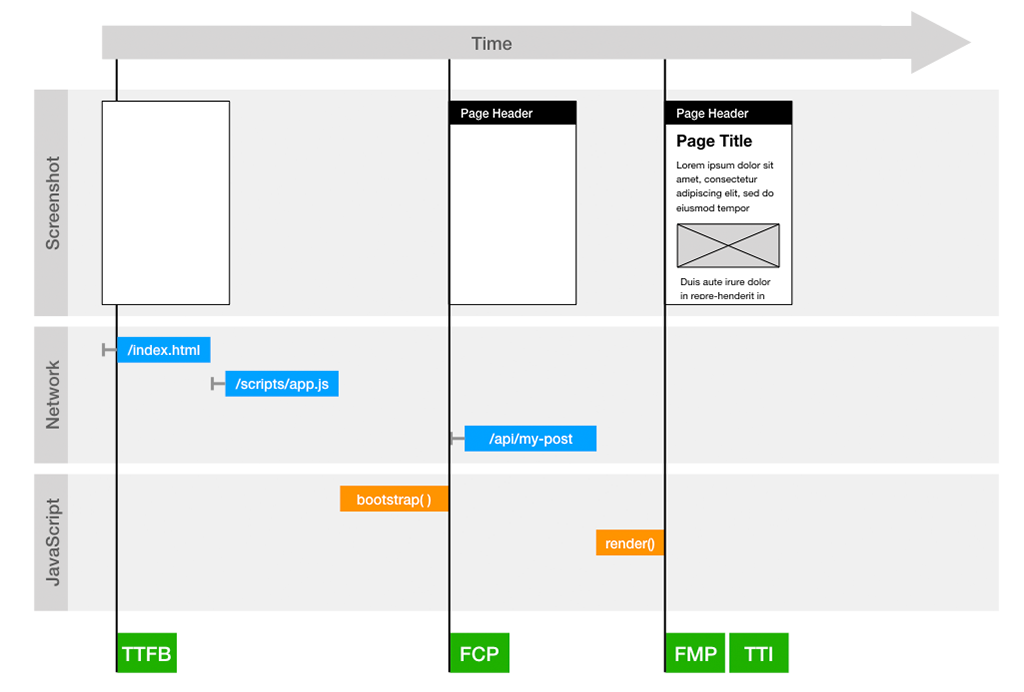 Time
Screenshot
Page Header
Page Header
Page Title
Lorem ipsum dolor sit
amet, consectetur
adipiscing elit, sed do
eiusmod tempor
Duis aute irure dolor
in repre-henderit in
Network
/index.html
/scripts/app.js
/api/my-post
JavaScript
bootstrap( )
render()
TTFB
FCP
FMP
TTI